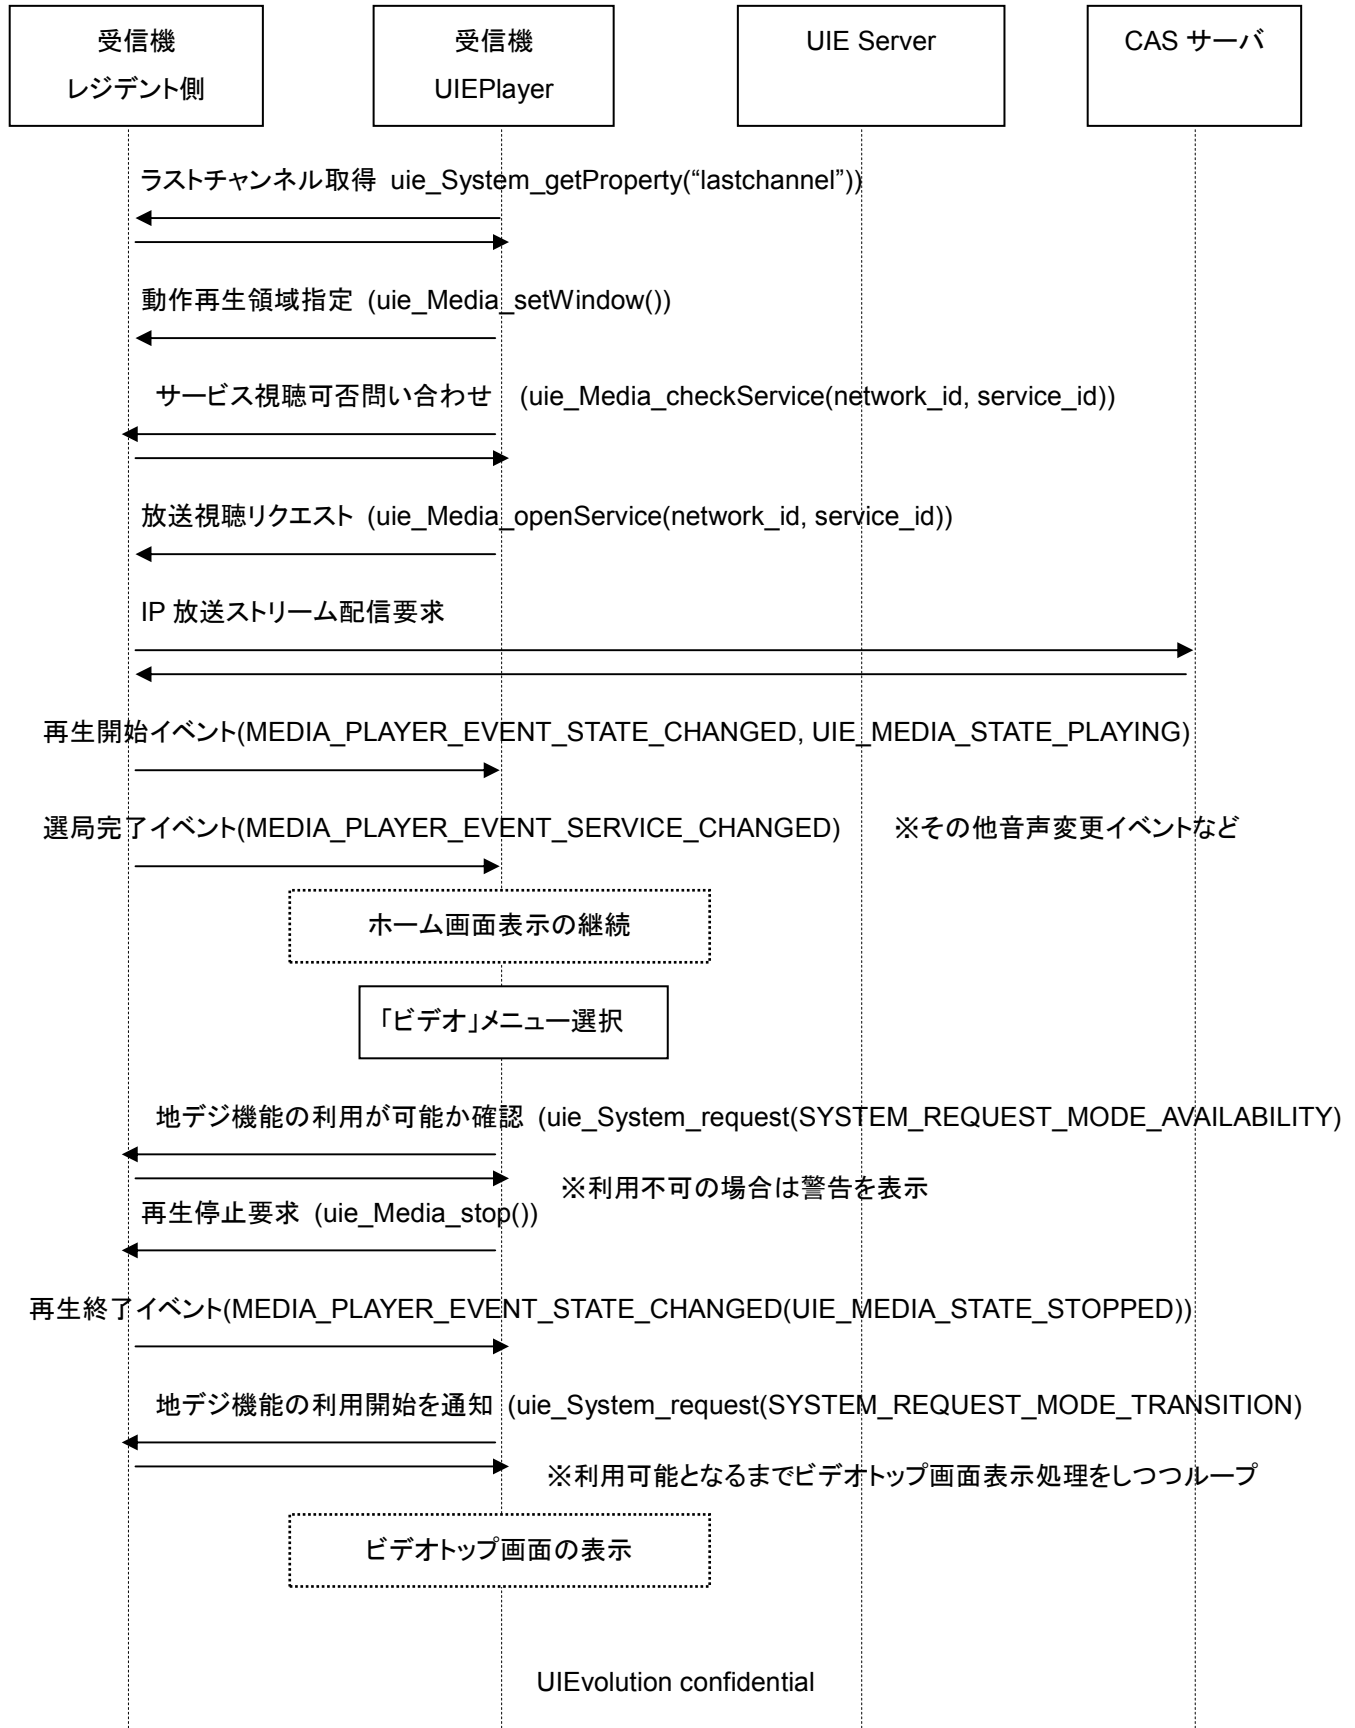 受信機
レジデント側
受信機
UIEPlayer
UIE Server
CAS サーバ
ラストチャンネル取得 uie_System_getProperty(“lastchannel”))
動作再生領域指定 (uie_Media_setWindow())
サービス視聴可否問い合わせ (uie_Media_checkService(network_id, service_id))
放送視聴リクエスト (uie_Media_openService(network_id, service_id))
IP 放送ストリーム配信要求
再生開始イベント(MEDIA_PLAYER_EVENT_STATE_CHANGED, UIE_MEDIA_STATE_PLAYING)
選局完了イベント(MEDIA_PLAYER_EVENT_SERVICE_CHANGED) ※その他音声変更イベントなど
ホーム画面表示の継続
「ビデオ」メニュー選択
地デジ機能の利用が可能か確認 (uie_System_request(SYSTEM_REQUEST_MODE_AVAILABILITY)
※利用不可の場合は警告を表示
再生停止要求 (uie_Media_stop())
再生終了イベント(MEDIA_PLAYER_EVENT_STATE_CHANGED(UIE_MEDIA_STATE_STOPPED))
地デジ機能の利用開始を通知 (uie_System_request(SYSTEM_REQUEST_MODE_TRANSITION)
※利用可能となるまでビデオトップ画面表示処理をしつつループ
ビデオトップ画面の表示
UIEvolution confidential